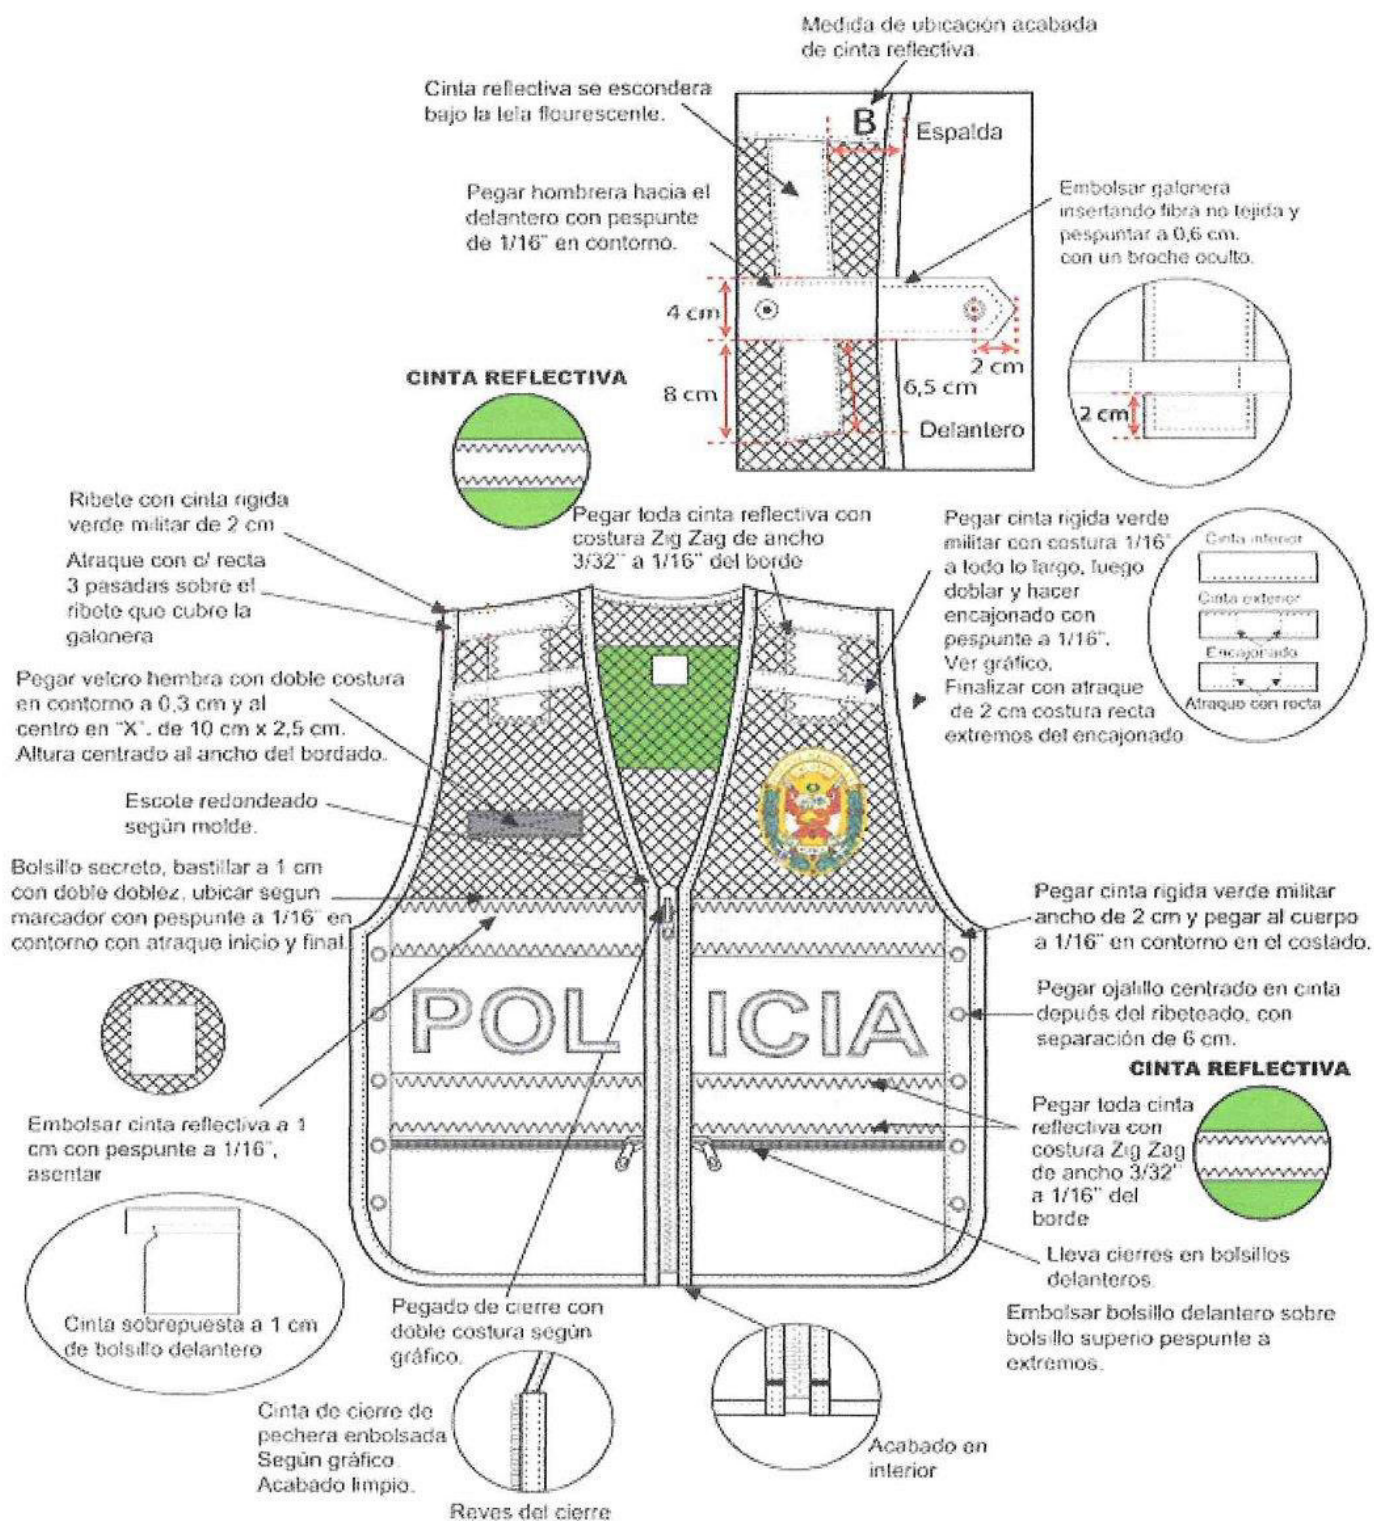 Medida de ubicación acabada
de cinta reflectiva.
Cinta reflectiva se escondera
bajo la tela flourescente.
B
Espalda
Pegar hombrera hacia el
delantero con pespunte
de 1/16" en contorno.
Embolsar galonera
insertando fibra no tejida y
pespuntar a 0,6 cm.
con un broche oculto.
4 cm
2 cm
8 cm
6,5 cm
Delantero
2 cm
CINTA REFLECTIVA
Ribete con cinta rigida
verde militar de 2 cm
Atraque con c/ recta
3 pasadas sobre el
ribete que cubre la
galonera
Pegar toda cinta reflectiva con
costura Zig Zag de ancho
3/32" a 1/16" del borde
Pegar cinta rigida verde
militar con costura 1/16"
a todo lo largo, luego
doblar y hacer
encajonado con
pespunte a 1/16".
Ver gráfico.
Finalizar con atraque
de 2 cm costura recta
extremos del encajonado
Cinta interior
Cinta exterior
Encajonado
Atraque con recta
Pegar velcro hembra con doble costura
en contorno a 0,3 cm y al
centro en "X". de 10 cm x 2,5 cm.
Altura centrado al ancho del bordado.
Escote redondeado
según molde.
Bolsillo secreto, bastillar a 1 cm
con doble doblez, ubicar segun
marcador con pespunte a 1/16" en
contorno con atraque inicio y final.
Pegar cinta rigida verde militar
ancho de 2 cm y pegar al cuerpo
a 1/16" en contorno en el costado.
POL ICIA
Pegar ojalillo centrado en cinta
depués del ribeteado, con
separación de 6 cm.
CINTA REFLECTIVA
Pegar toda cinta
reflectiva con
costura Zig Zag
de ancho 3/32"
a 1/16" del
borde
Embolsar cinta reflectiva a 1
cm con pespunte a 1/16",
asentar
Cinta sobrepuesta a 1 cm
de bolsillo delantero
Lleva cierres en bolsillos
delanteros.
Embolsar bolsillo delantero sobre
bolsillo superio pespunte a
extremos.
Pegado de cierre con
doble costura según
gráfico.
Cinta de cierre de
pechera enbolsada
Según gráfico
Acabado limpio.
Reves del cierre
Acabado en
interior